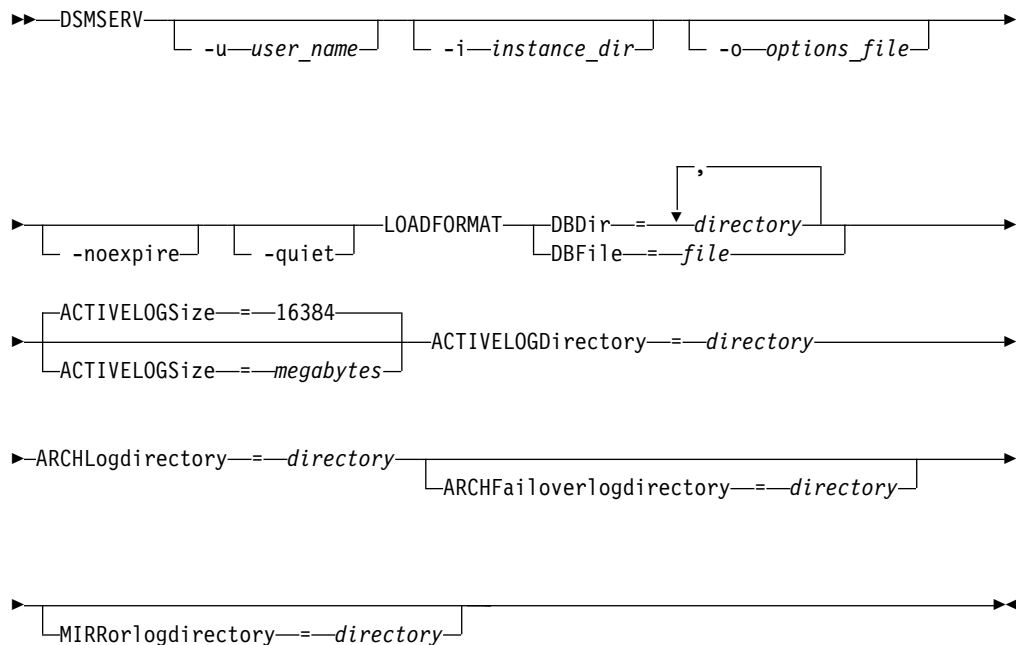 DSMSERV
-u user_name -i instance_dir -o options_file
,
LOADFORMAT DBDir = directory
-noexpire -quiet DBFile = file
ACTIVELOGSize = 16384
ACTIVELOGDirectory = directory
ACTIVELOGSize = megabytes
ARCHLogdirectory = directory
ARCHFailoverlogdirectory = directory
MIRRorlogdirectory = directory